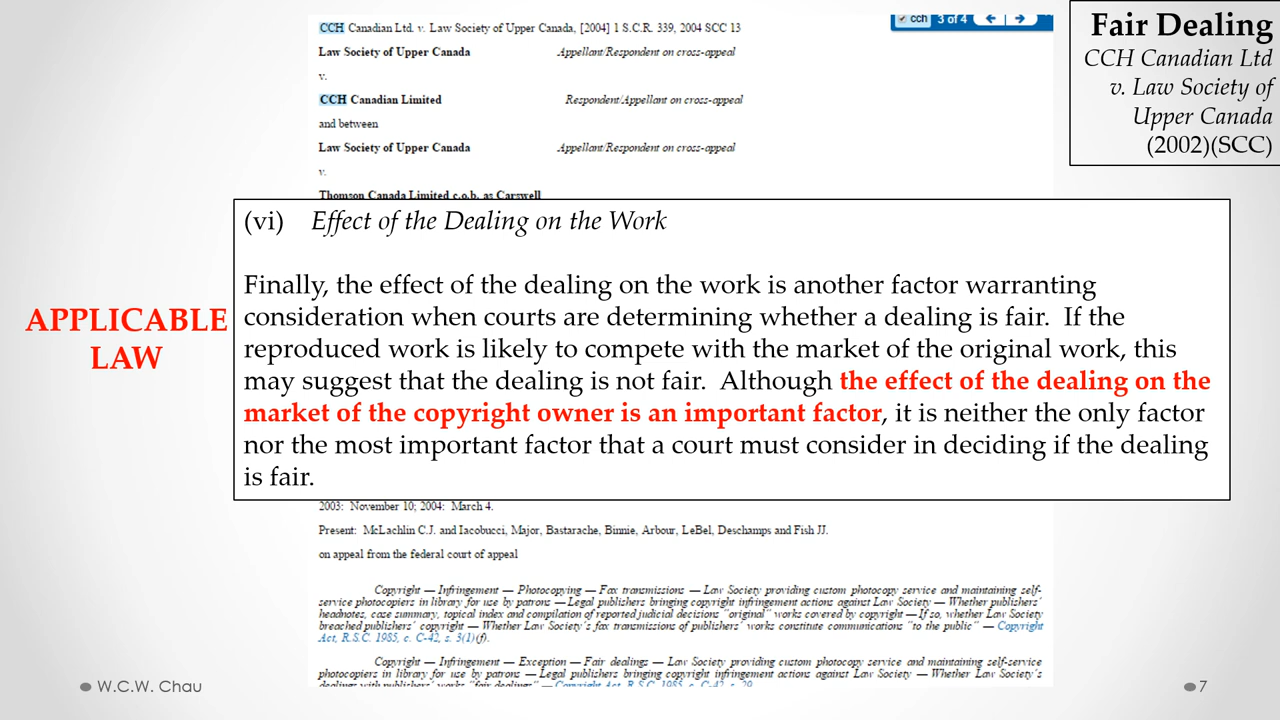 CCH Canadian Ltd. v. Law Society of Upper Canada, [2004] 1 S.C.R. 339, 2004 SCC 13
cch 3 of 4
Law Society of Upper Canada Appellant/Respondent on cross-appeal
v.
CCH Canadian Limited Respondent/Appellant on cross-appeal
and between
Law Society of Upper Canada Appellant/Respondent on cross-appeal
v.
Thomson Canada Limited c.o.b. as Carswell
Fair Dealing
CCH Canadian Ltd
v. Law Society of
Upper Canada
(2002)(SCC)
APPLICABLE
LAW
(vi) Effect of the Dealing on the Work
Finally, the effect of the dealing on the work is another factor warranting
consideration when courts are determining whether a dealing is fair. If the
reproduced work is likely to compete with the market of the original work, this
may suggest that the dealing is not fair. Although the effect of the dealing on the
market of the copyright owner is an important factor, it is neither the only factor
nor the most important factor that a court must consider in deciding if the dealing
is fair.
2003: November 10; 2004: March 4.
Present: McLachlin C.J. and Iacobucci, Major, Bastarache, Binnie, Arbour, LeBel, Deschamps and Fish JJ.
on appeal from the federal court of appeal
Copyright — Infringement — Photocopying — Fax transmissions — Law Society providing custom photocopy service and maintaining self-
service photocopiers in library for use by patrons — Legal publishers bringing copyright infringement actions against Law Society — Whether publishers'
headnotes, case summary, topical index and compilation of reported judicial decisions "original" works covered by copyright — If so, whether Law Society
breached publishers' copyright — Whether Law Society's fax transmissions of publishers' works constitute communications "to the public" — Copyright
Act, R.S.C. 1985, c. C-42, s. 3(1)(f).
Copyright — Infringement — Exception — Fair dealings — Law Society providing custom photocopy service and maintaining self-service
photocopiers in library for use by patrons — Legal publishers bringing copyright infringement actions against Law Society — Whether Law Society's
dealings with publishers' works "fair dealings" — Copyright Act, R.S.C. 1985, c. C-42, s. 29.
W.C.W. Chau
7